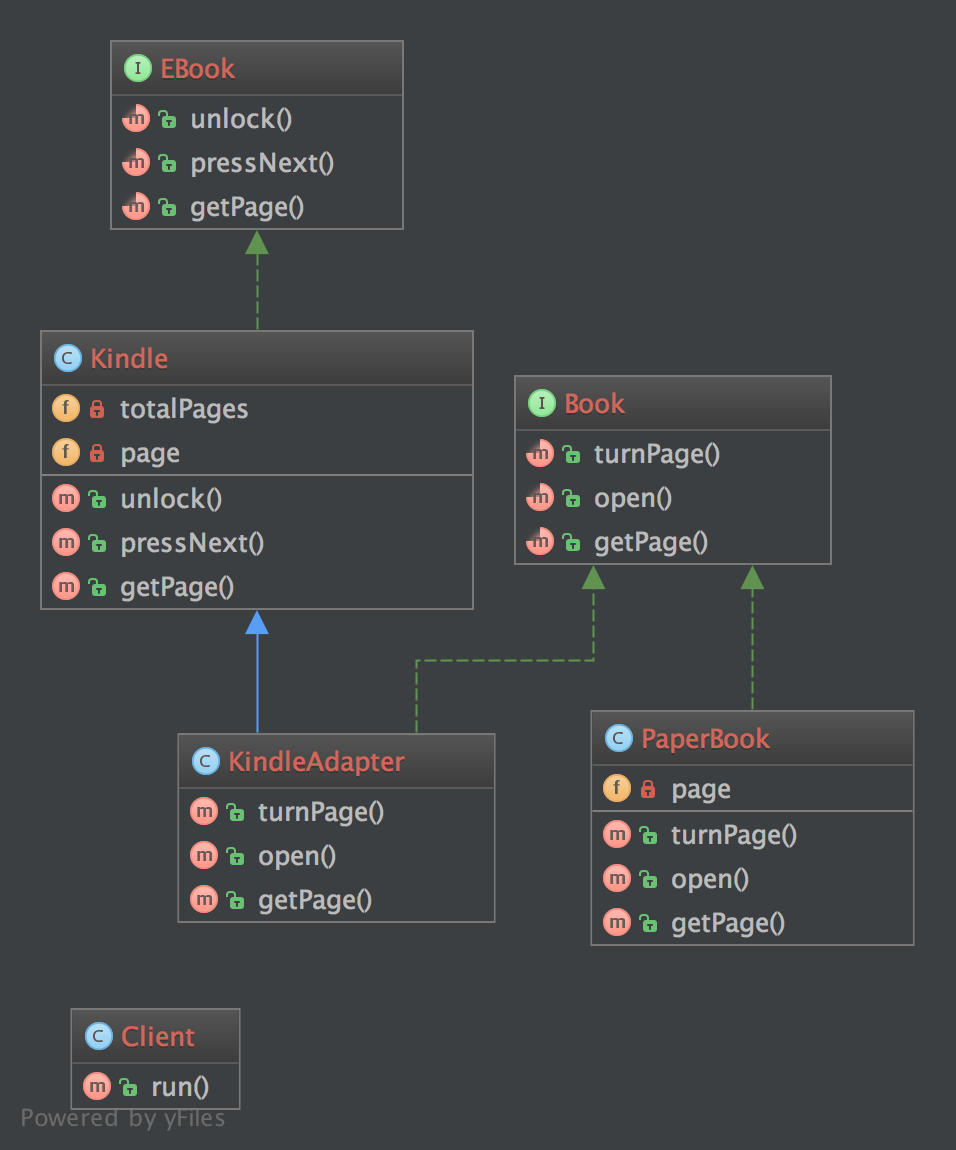 I EBook
m unlock()
m pressNext()
m getPage()
C Kindle
f totalPages
f page
m unlock()
m pressNext()
m getPage()
I Book
m turnPage()
m open()
m getPage()
C KindleAdapter
m turnPage()
m open()
m getPage()
C PaperBook
f page
m turnPage()
m open()
m getPage()
C Client
m run()
Powered by yFiles